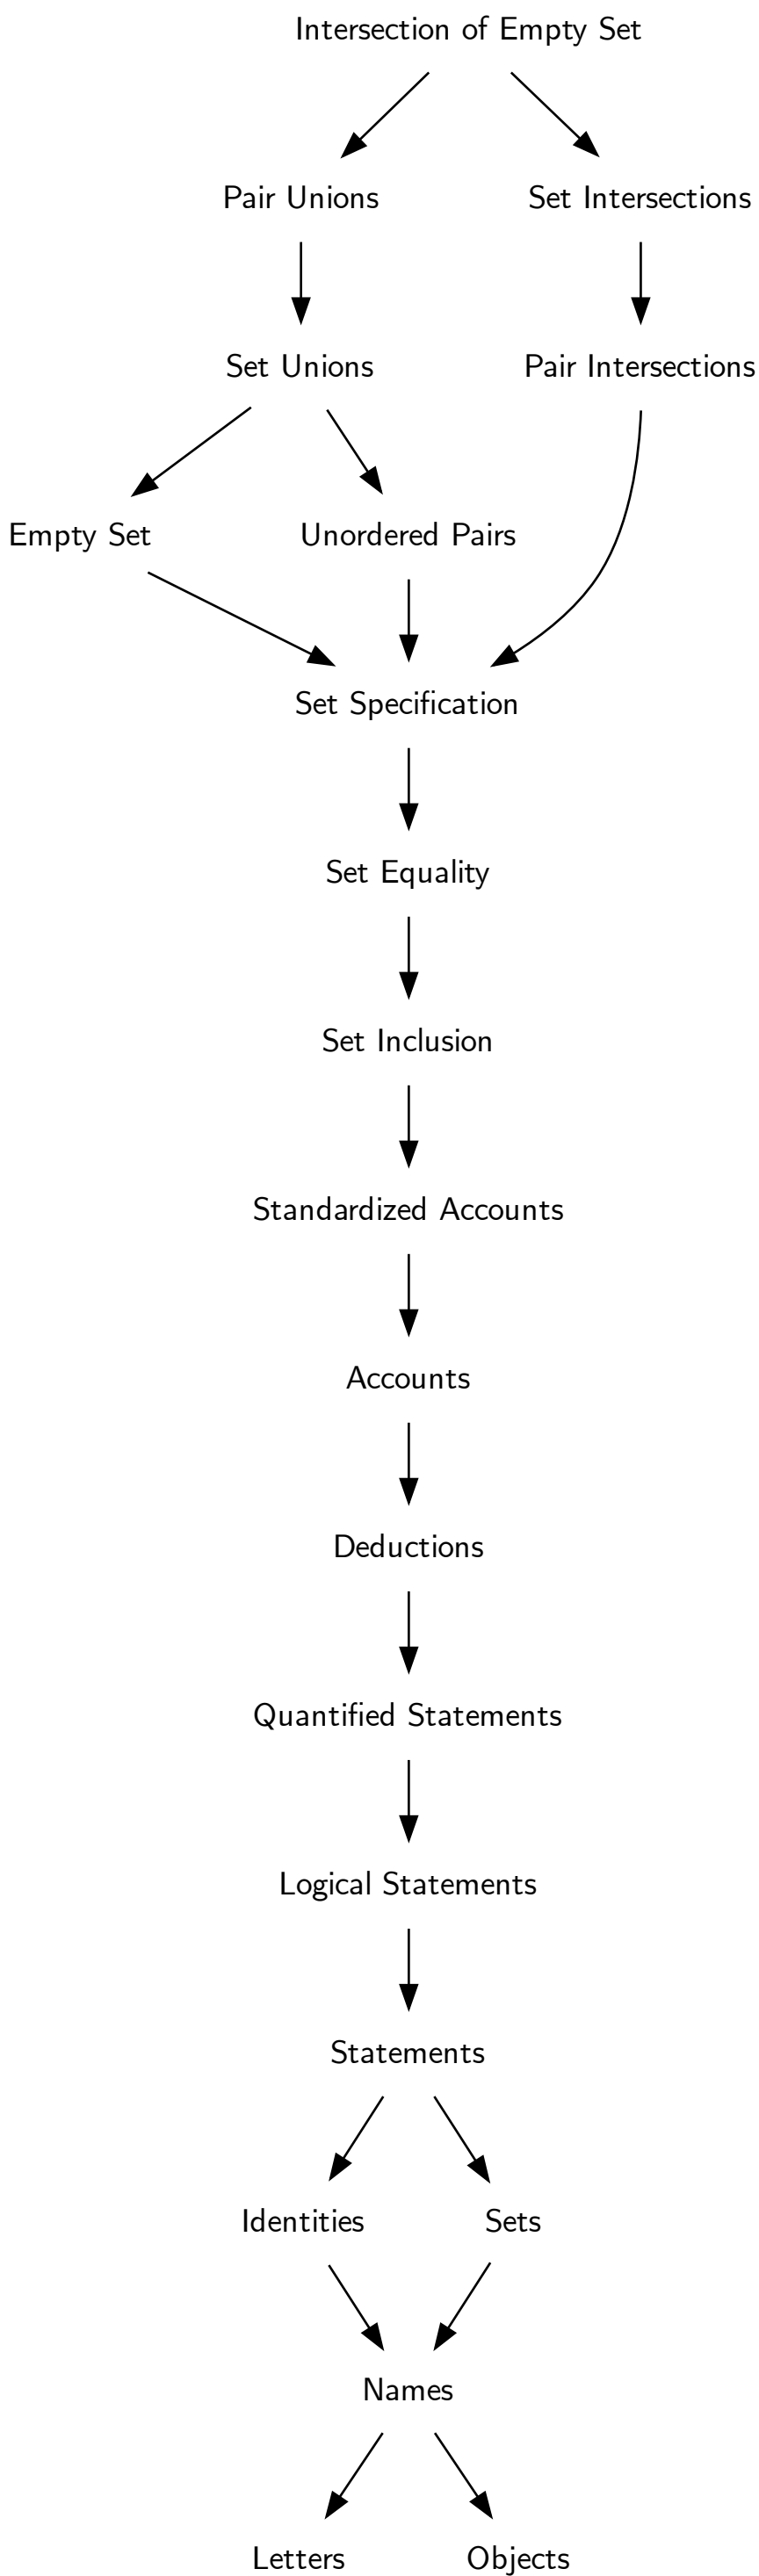 Intersection of Empty Set
Pair Unions
Set Intersections
Set Unions
Pair Intersections
Empty Set
Unordered Pairs
Set Specification
Set Equality
Set Inclusion
Standardized Accounts
Accounts
Deductions
Quantified Statements
Logical Statements
Statements
Identities
Sets
Names
Letters
Objects